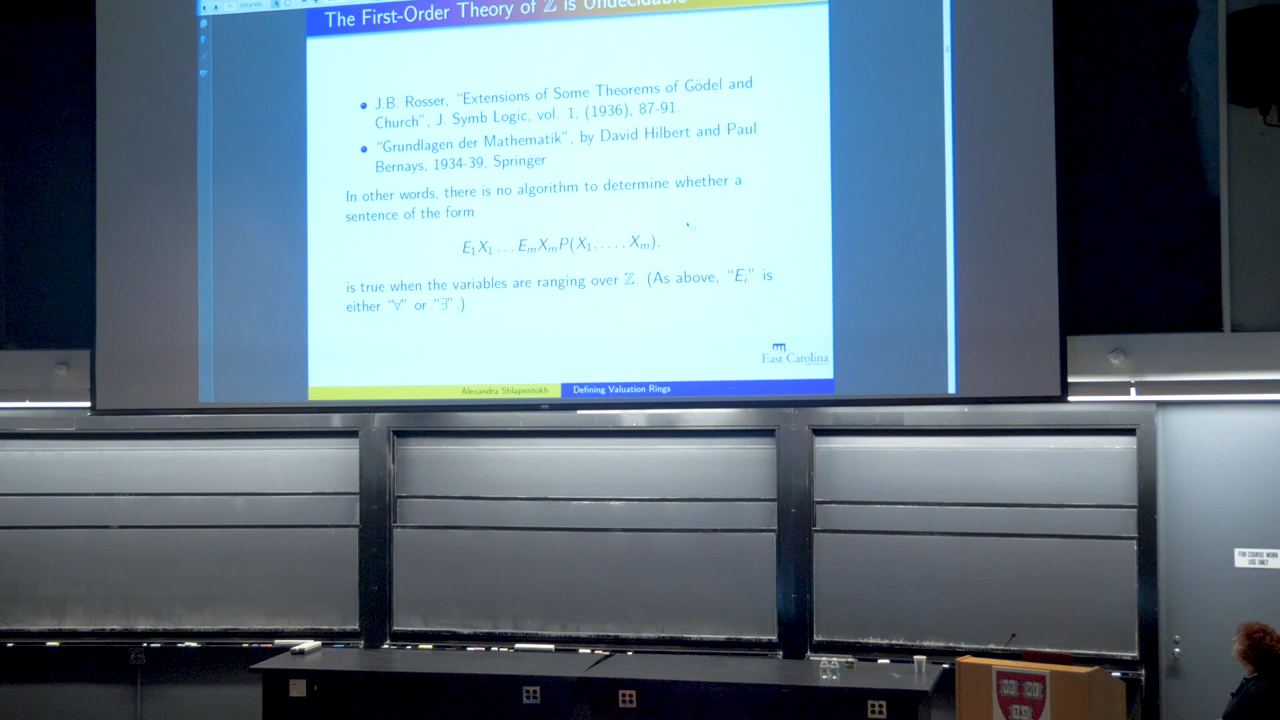 The First-Order Theory of ℤ is Undecidable
J.B. Rosser, “Extensions of Some Theorems of Gödel and
Church”, J. Symb Logic, vol. 1, (1936), 87-91.
“Grundlagen der Mathematik”, by David Hilbert and Paul
Bernays, 1934-39, Springer
In other words, there is no algorithm to determine whether a
sentence of the form
E₁X₁ ... EₘXₘP(X₁, ..., Xₘ),
is true when the variables are ranging over ℤ. (As above, “Eᵢ” is
either “∀” or “∃”.)
East Carolina
Alexandra Shlapentokh Defining Valuation Rings
FOR COURSE WORK
USE ONLY
TAS